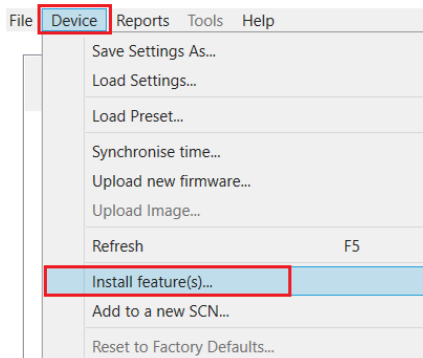 File Device Reports Tools Help
Save Settings As...
Load Settings...
Load Preset...
Synchronise time...
Upload new firmware...
Upload Image...
Refresh F5
Install feature(s)...
Add to a new SCN...
Reset to Factory Defaults...